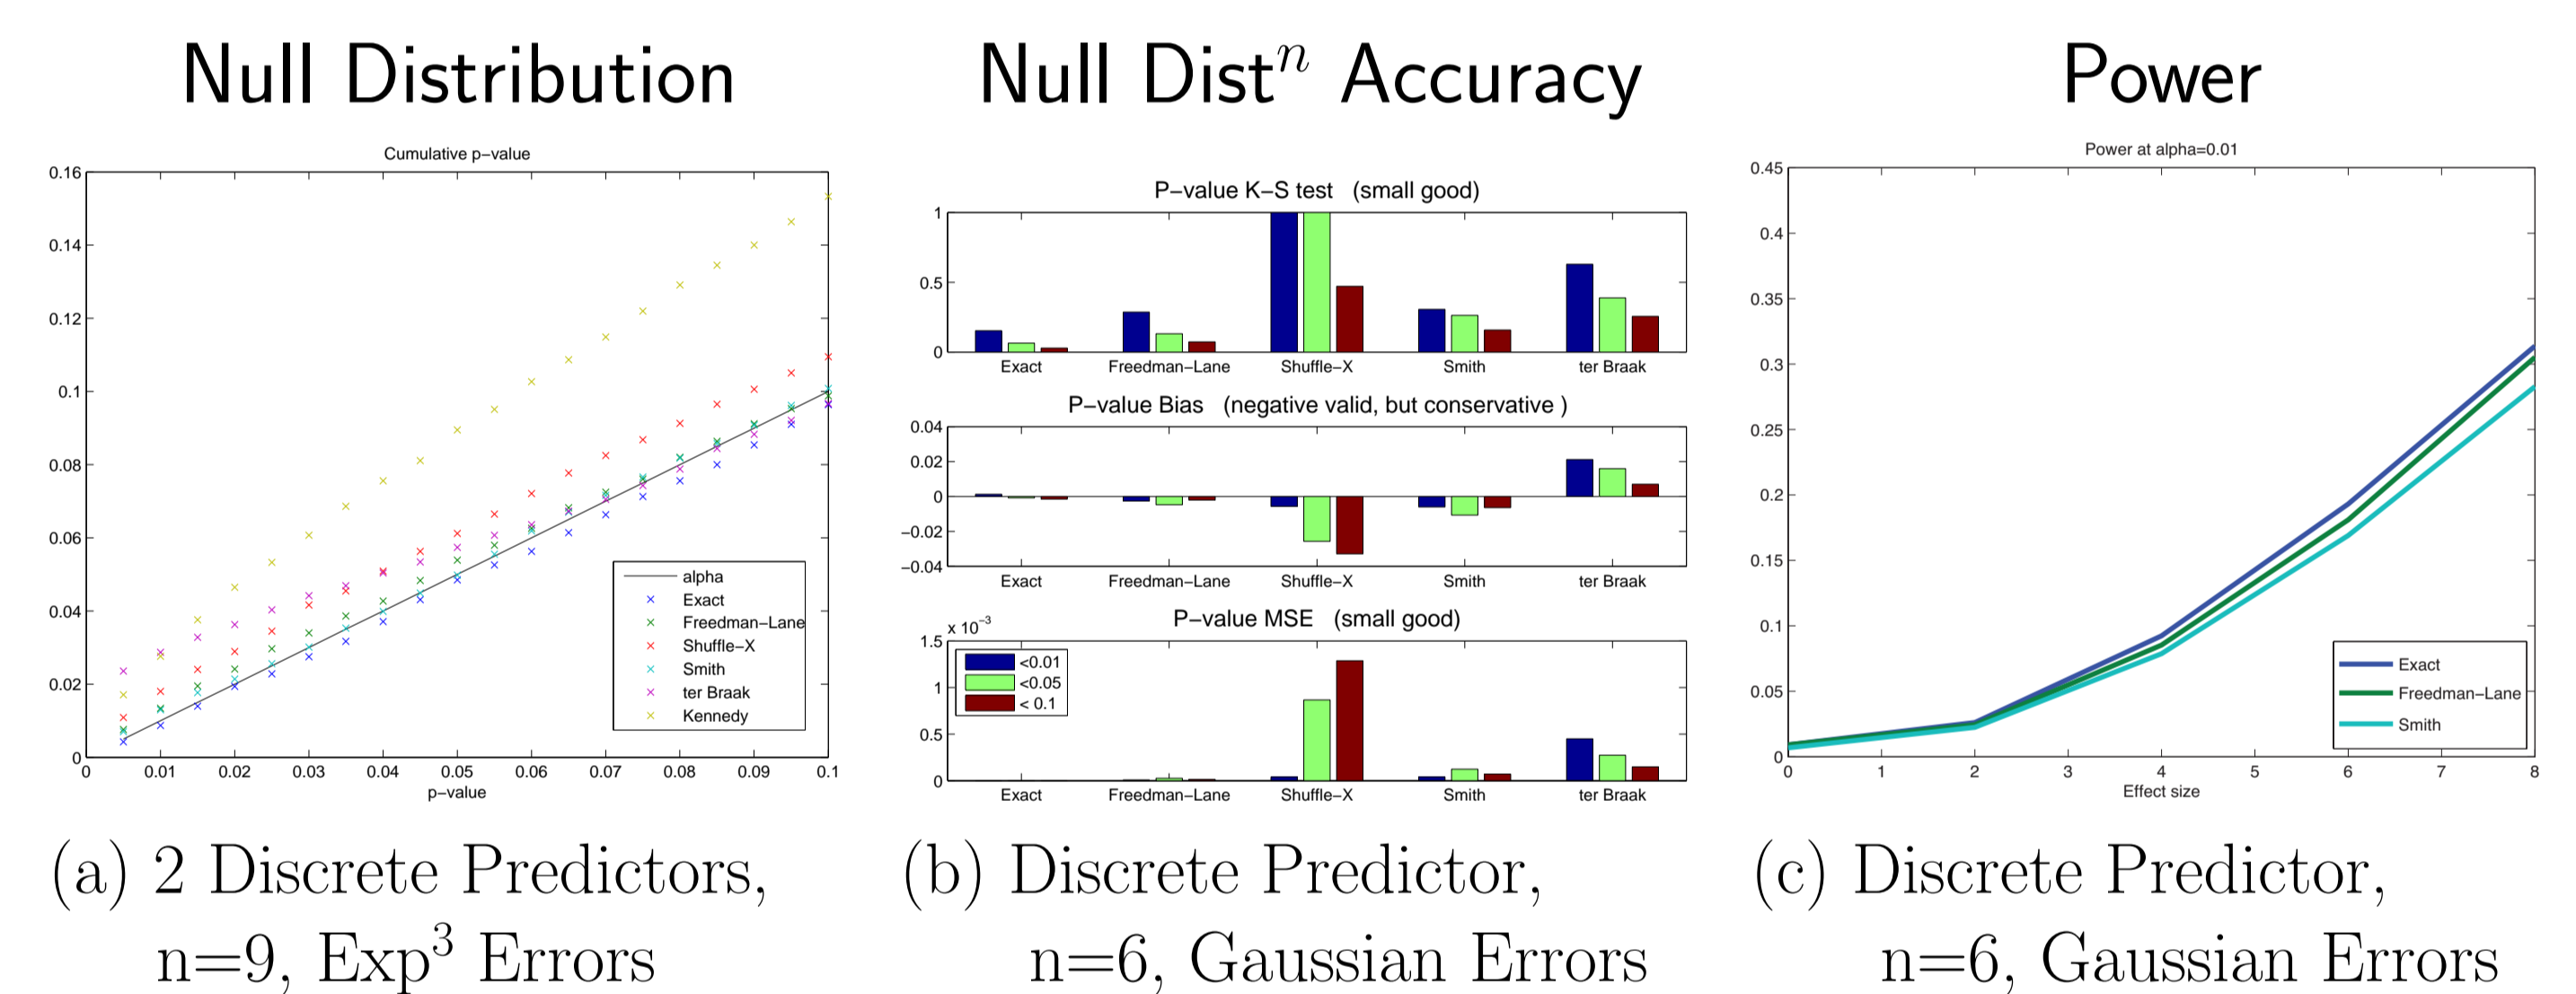 Null Distribution
Cumulative p−value
0.16
0.14
0.12
0.1
0.08
0.06
0.04
0.02
0
0 0.01 0.02 0.03 0.04 0.05 0.06 0.07 0.08 0.09 0.1
p−value
alpha
Exact
Freedman−Lane
Shuffle−X
Smith
ter Braak
Kennedy
(a) 2 Discrete Predictors,
n=9, Exp³ Errors
Null Distⁿ Accuracy
P−value K−S test (small good)
1
0.5
0
Exact Freedman−Lane Shuffle−X Smith ter Braak
P−value Bias (negative valid, but conservative )
0.04
0.02
0
−0.02
−0.04
Exact Freedman−Lane Shuffle−X Smith ter Braak
P−value MSE (small good)
x 10⁻³
1.5
1
0.5
0
<0.01
<0.05
< 0.1
Exact Freedman−Lane Shuffle−X Smith ter Braak
(b) Discrete Predictor,
n=6, Gaussian Errors
Power
Power at alpha=0.01
0.45
0.4
0.35
0.3
0.25
0.2
0.15
0.1
0.05
0
0 1 2 3 4 5 6 7 8
Effect size
Exact
Freedman−Lane
Smith
(c) Discrete Predictor,
n=6, Gaussian Errors